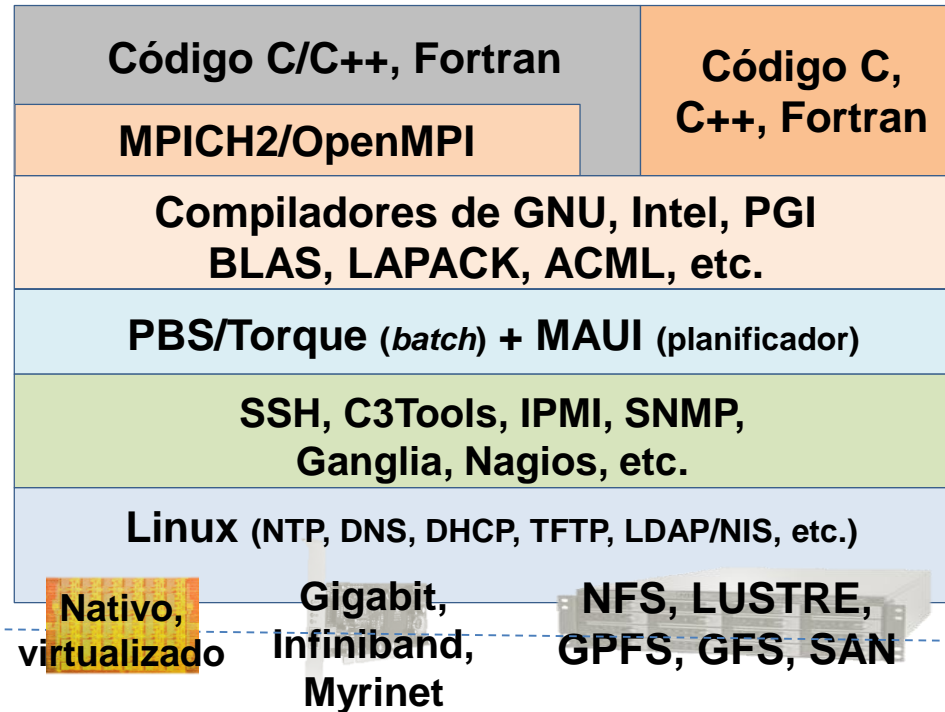 Código C/C++, Fortran
Código C,
C++, Fortran
MPICH2/OpenMPI
Compiladores de GNU, Intel, PGI
BLAS, LAPACK, ACML, etc.
PBS/Torque (batch) + MAUI (planificador)
SSH, C3Tools, IPMI, SNMP,
Ganglia, Nagios, etc.
Linux (NTP, DNS, DHCP, TFTP, LDAP/NIS, etc.)
Nativo,
virtualizado
Gigabit,
Infiniband,
Myrinet
NFS, LUSTRE,
GPFS, GFS, SAN